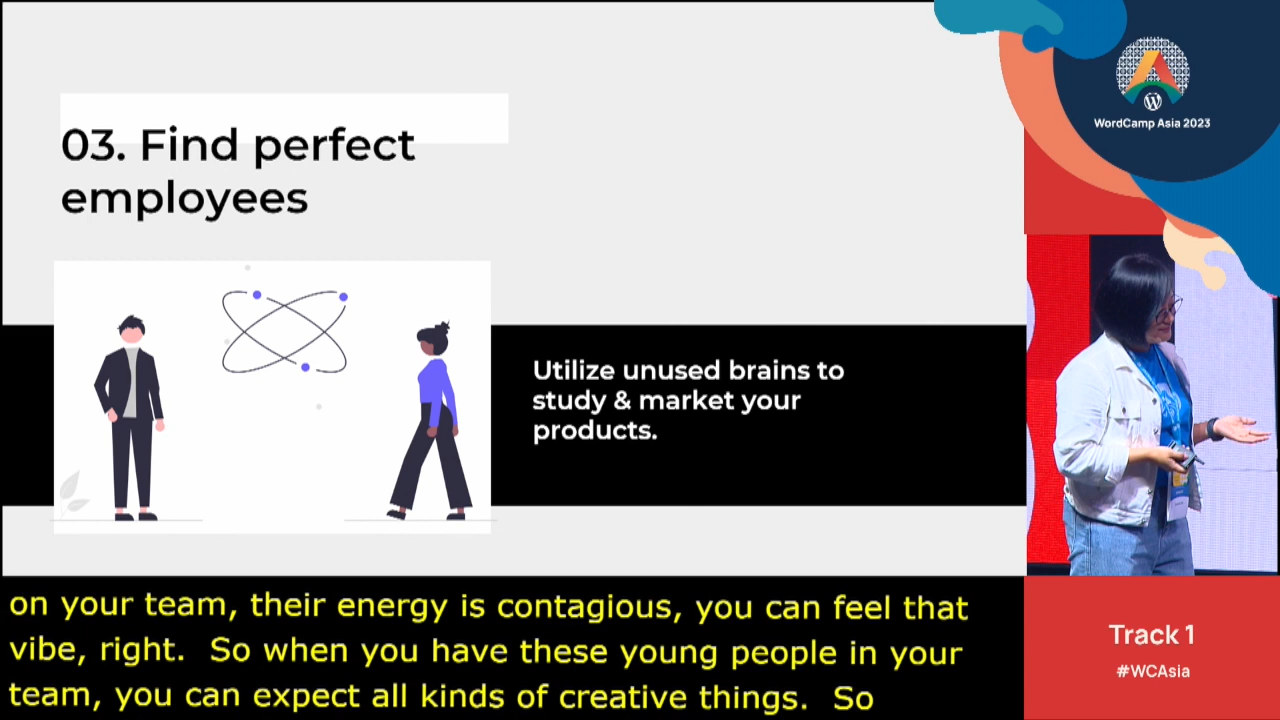 03. Find perfect
employees
Utilize unused brains to
study & market your
products.
on your team, their energy is contagious, you can feel that
vibe, right.  So when you have these young people in your
team, you can expect all kinds of creative things.  So
WordCamp Asia 2023
Track 1
#WCAsia